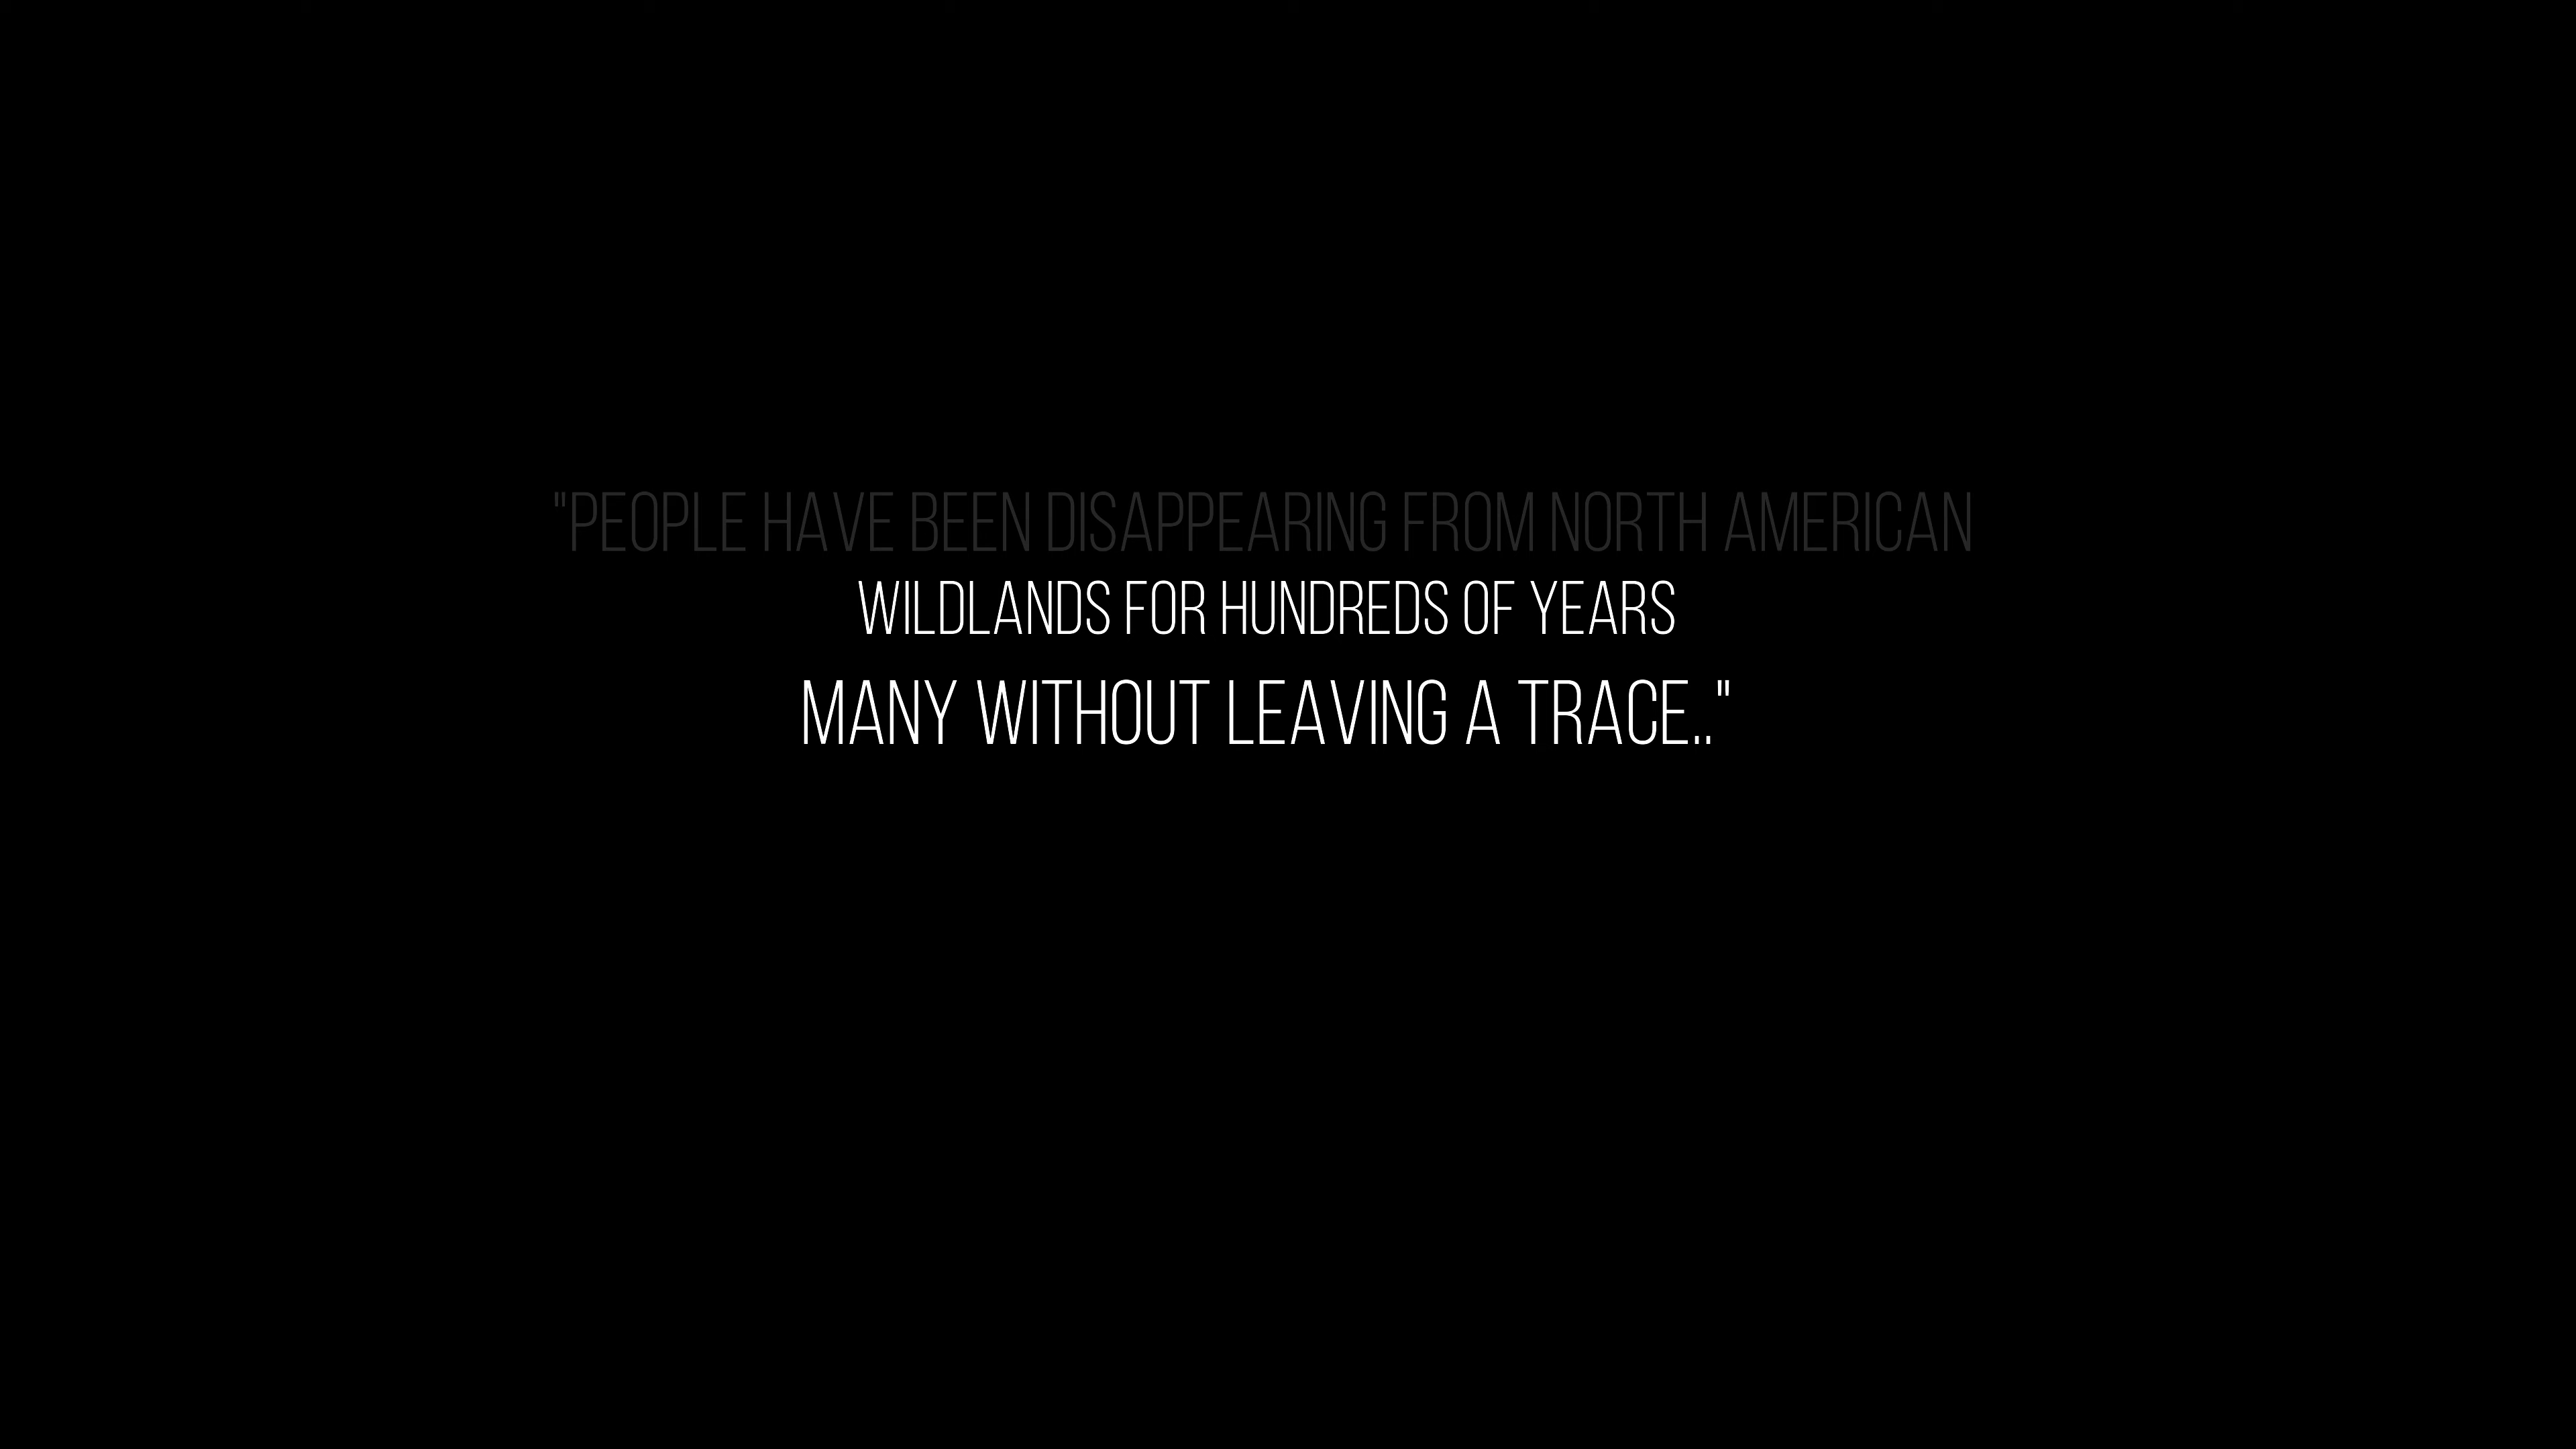 "PEOPLE HAVE BEEN DISAPPEARING FROM NORTH AMERICAN
WILDLANDS FOR HUNDREDS OF YEARS
MANY WITHOUT LEAVING A TRACE.."